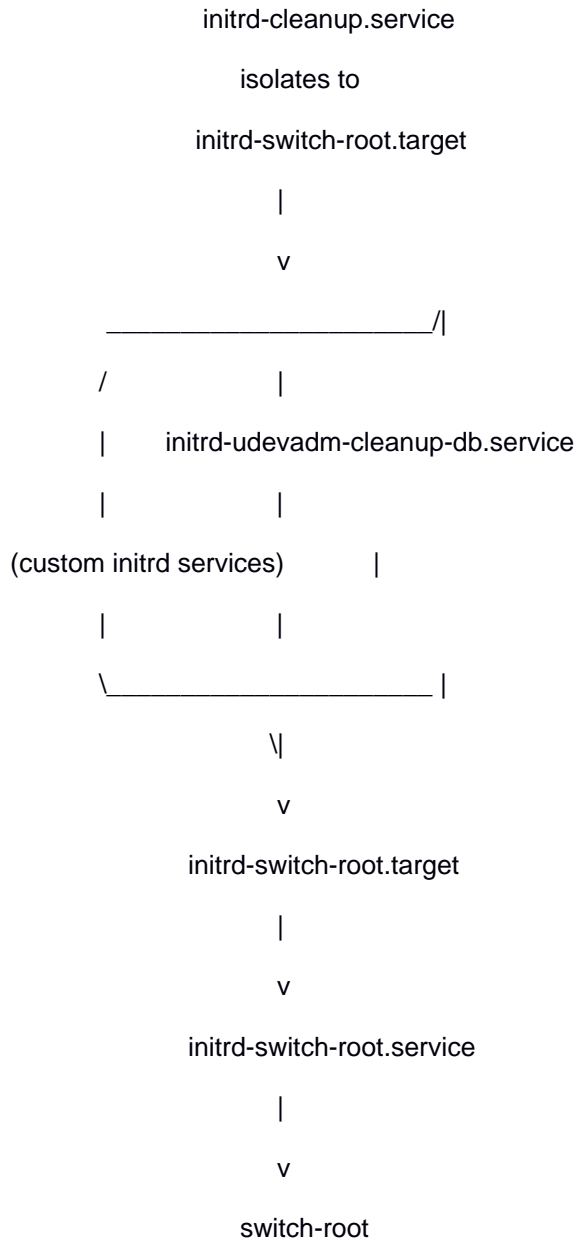 initrd-cleanup.service
isolates to
initrd-switch-root.target
|
v
______________________/|
/ |
| initrd-udevadm-cleanup-db.service
| |
(custom initrd services) |
| |
\______________________ |
\|
v
initrd-switch-root.target
|
v
initrd-switch-root.service
|
v
switch-root